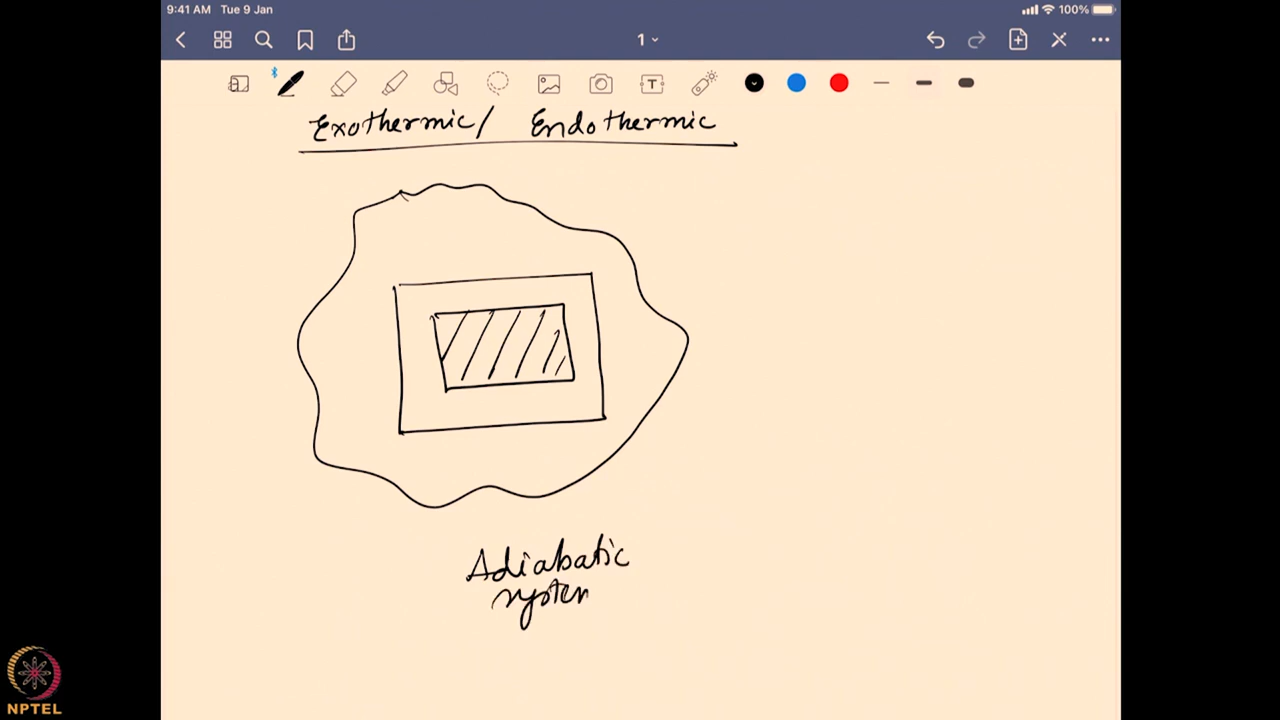 9:41 AM Tue 9 Jan 100%
1
T
Exothermic/ Endothermic
Adiabatic
system
NPTEL